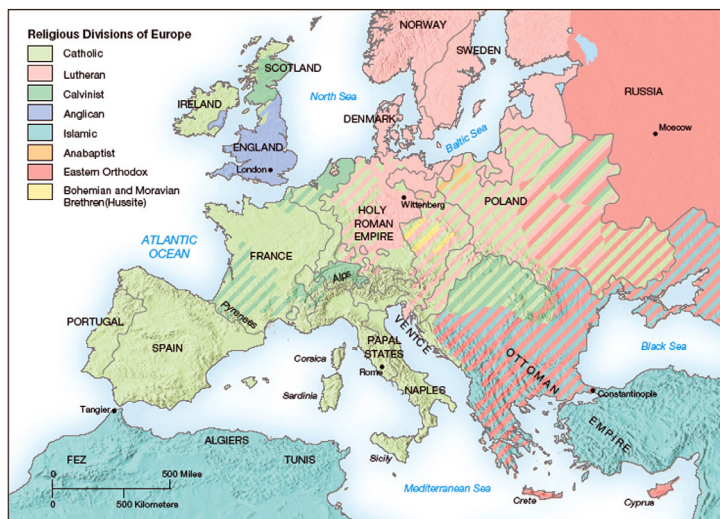 Religious Divisions of Europe
Catholic
Lutheran
Calvinist
Anglican
Islamic
Anabaptist
Eastern Orthodox
Bohemian and Moravian
Brethren(Hussite)
NORWAY
SWEDEN
SCOTLAND
RUSSIA
North Sea
IRELAND
DENMARK
Baltic Sea
Moscow
ENGLAND
London
Wittenberg
POLAND
HOLY
ROMAN
EMPIRE
ATLANTIC
OCEAN
FRANCE
Alps
Pyrenees
PORTUGAL
SPAIN
VENICE
PAPAL
STATES
Corsica
Rome
OTTOMAN
EMPIRE
Black Sea
Sardinia
NAPLES
Constantinople
Tangier
ALGIERS
FEZ
TUNIS
Sicily
0 500 Miles
0 500 Kilometers
Mediterranean Sea
Crete
Cyprus